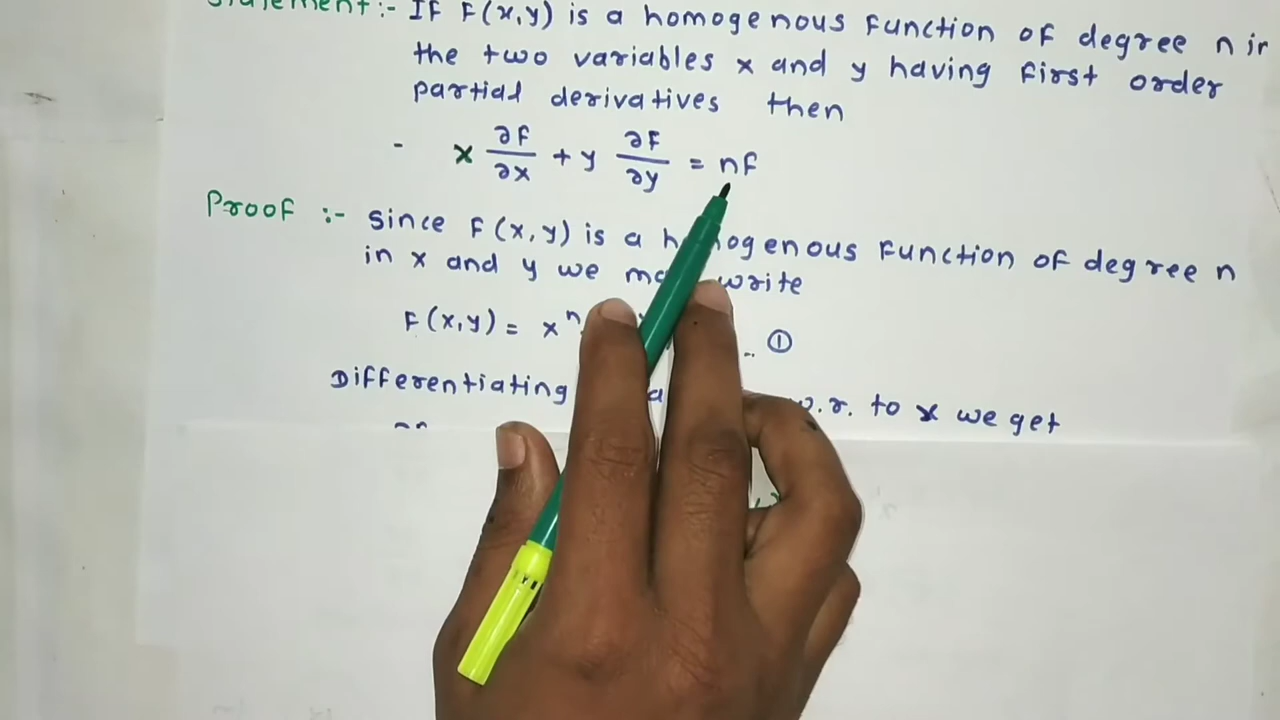 Statement :- If F(x,y) is a homogenous function of degree n in
the two variables x and y having first order
partial derivatives then
- x ∂F/∂x + y ∂F/∂y = nF
Proof :- Since F(x,y) is a homogenous function of degree n
in x and y we write
F(x,y) = x^n ①
Differentiating w.r. to x we get